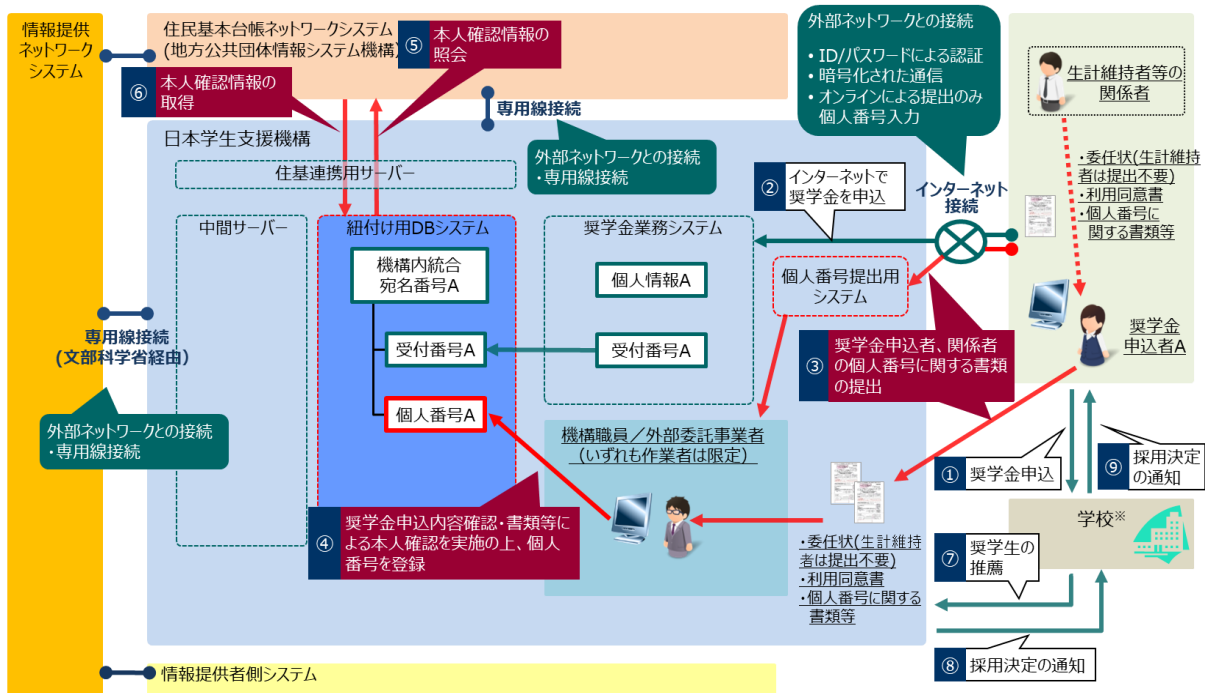 情報提供
ネットワーク
システム
住民基本台帳ネットワークシステム
(地方公共団体情報システム機構)
⑤ 本人確認情報の
照会
⑥ 本人確認情報の
取得
専用線接続
外部ネットワークとの接続
• ID/パスワードによる認証
• 暗号化された通信
• オンラインによる提出のみ
個人番号入力
生計維持者等の
関係者
日本学生支援機構
外部ネットワークとの接続
・専用線接続
住基連携用サーバー
② インターネットで
奨学金を申込
インターネット
接続
・委任状(生計維持
者は提出不要)
・利用同意書
・個人番号に
関する書類等
中間サーバー
紐付け用DBシステム
奨学金業務システム
機構内統合
宛名番号A
個人情報A
個人番号提出用
システム
専用線接続
(文部科学省経由)
受付番号A
受付番号A
③ 奨学金申込者、関係者
の個人番号に関する書類
の提出
奨学金
申込者A
個人番号A
外部ネットワークとの接続
・専用線接続
機構職員／外部委託事業者
(いずれも作業者は限定)
① 奨学金申込
⑨ 採用決定
の通知
④ 奨学金申込内容確認・書類等に
よる本人確認を実施の上、個人
番号を登録
・委任状(生計維持
者は提出不要)
・利用同意書
・個人番号に関する
書類等
学校※
⑦ 奨学生の
推薦
⑧ 採用決定の通知
情報提供者側システム